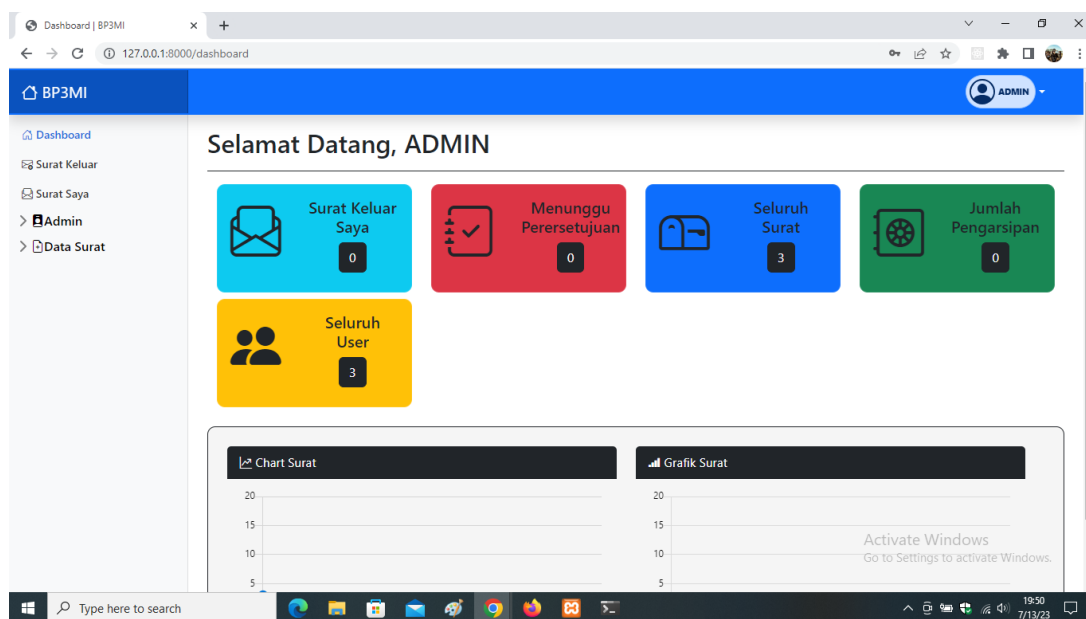 Dashboard | BP3MI
127.0.0.1:8000/dashboard
BP3MI
ADMIN
Dashboard
Surat Keluar
Surat Saya
Admin
Data Surat
Selamat Datang, ADMIN
Surat Keluar
Saya
0
Menunggu
Perersetujuan
0
Seluruh
Surat
3
Jumlah
Pengarsipan
0
Seluruh
User
3
Chart Surat
20
15
10
5
Grafik Surat
20
15
10
5
Activate Windows
Go to Settings to activate Windows.
Type here to search
19:50
7/13/23